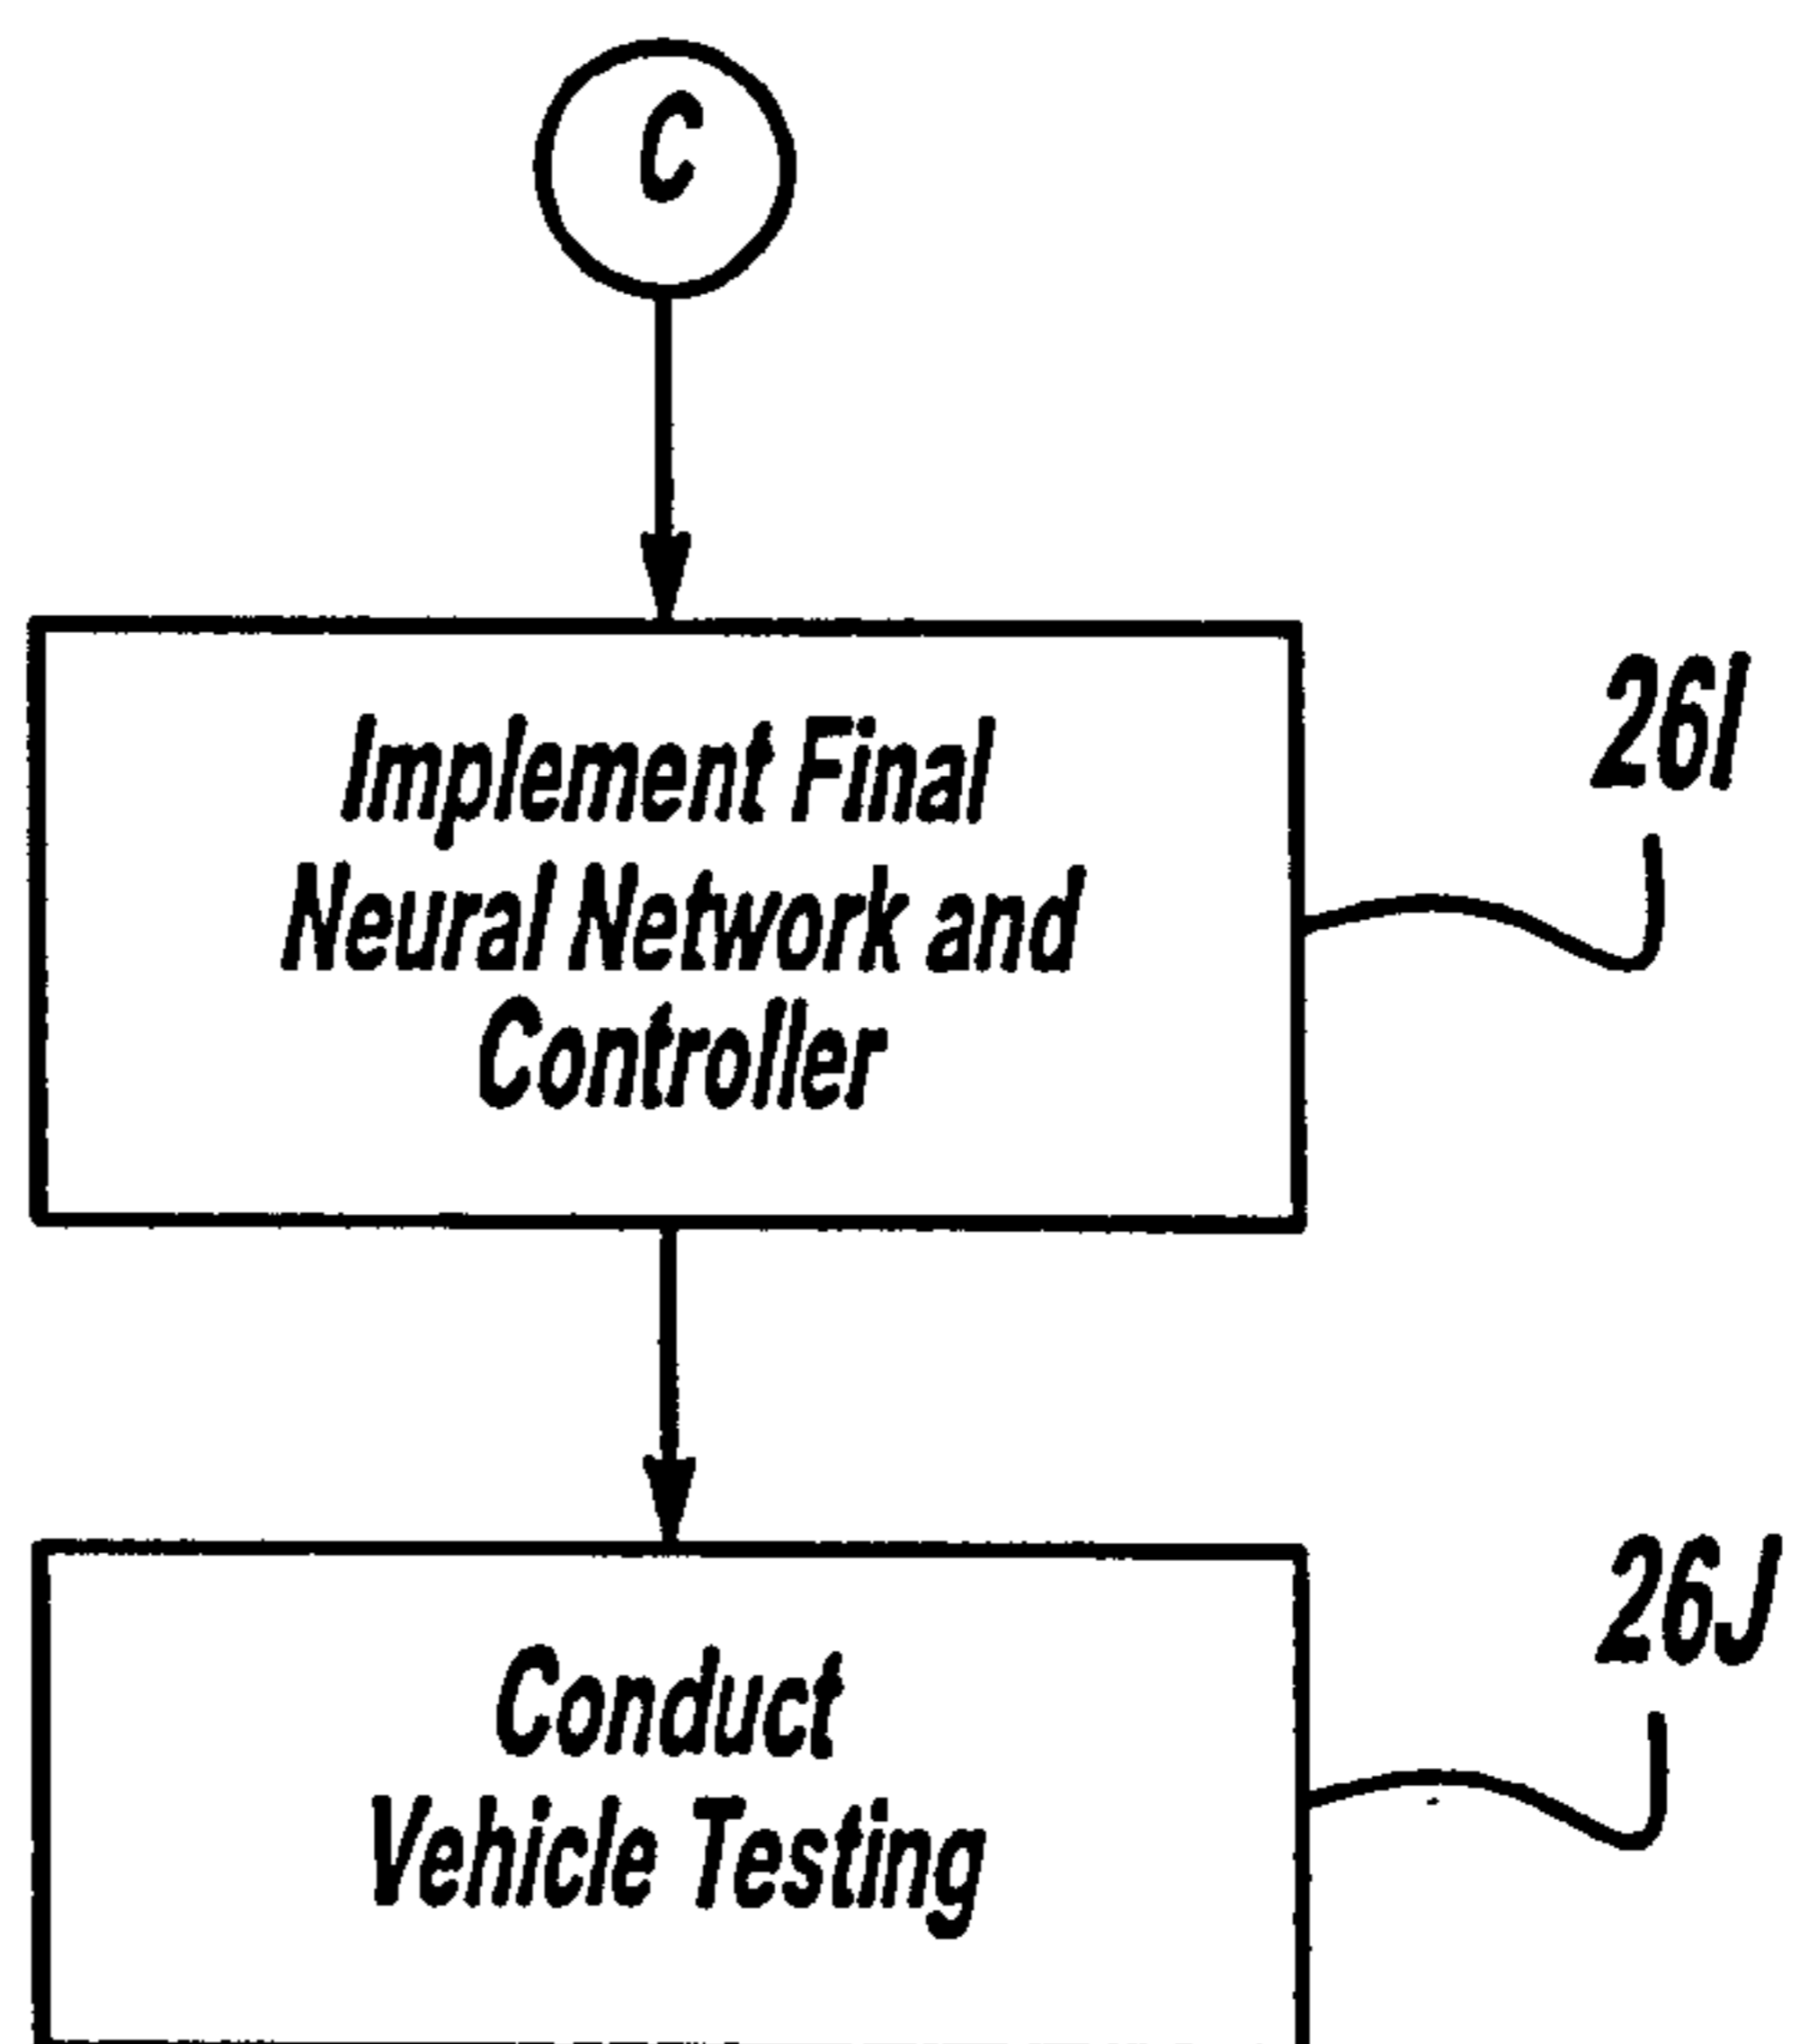 C
Implement Final
Neural Network and
Controller
26I
Conduct
Vehicle Testing
26J